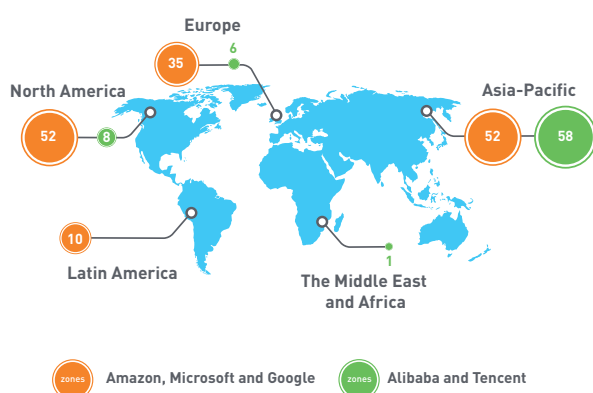 Europe
6
35
North America
Asia-Pacific
52
8
52
58
10
Latin America
1
The Middle East
and Africa
zones
Amazon, Microsoft and Google
zones
Alibaba and Tencent